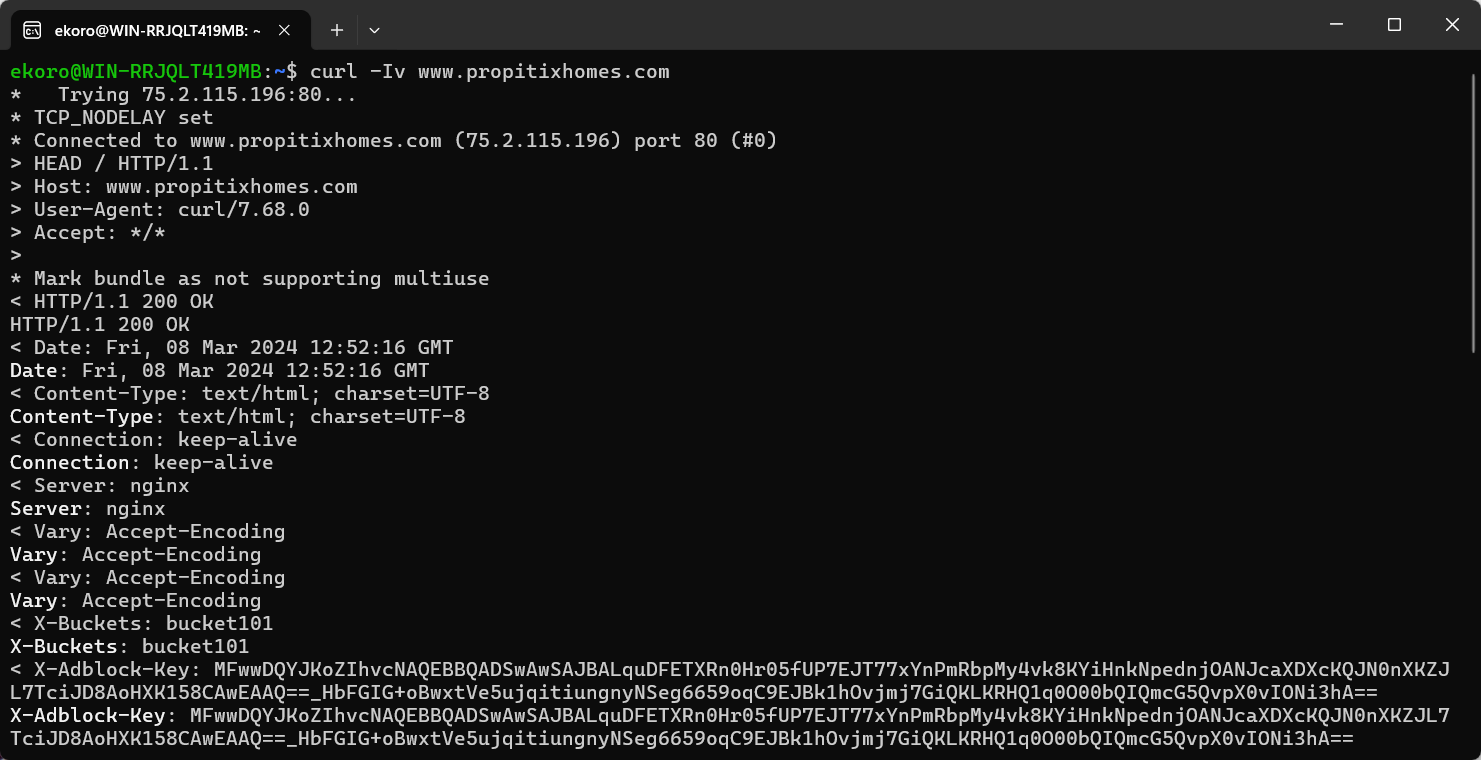 ekoro@WIN-RRJQLT419MB: ~
ekoro@WIN-RRJQLT419MB:~$ curl -Iv www.propitixhomes.com
*   Trying 75.2.115.196:80...
* TCP_NODELAY set
* Connected to www.propitixhomes.com (75.2.115.196) port 80 (#0)
> HEAD / HTTP/1.1
> Host: www.propitixhomes.com
> User-Agent: curl/7.68.0
> Accept: */*
>
* Mark bundle as not supporting multiuse
< HTTP/1.1 200 OK
HTTP/1.1 200 OK
< Date: Fri, 08 Mar 2024 12:52:16 GMT
Date: Fri, 08 Mar 2024 12:52:16 GMT
< Content-Type: text/html; charset=UTF-8
Content-Type: text/html; charset=UTF-8
< Connection: keep-alive
Connection: keep-alive
< Server: nginx
Server: nginx
< Vary: Accept-Encoding
Vary: Accept-Encoding
< Vary: Accept-Encoding
Vary: Accept-Encoding
< X-Buckets: bucket101
X-Buckets: bucket101
< X-Adblock-Key: MFwwDQYJKoZIhvcNAQEBBQADSwAwSAJBALquDFETXRn0Hr05fUP7EJT77xYnPmRbpMy4vk8KYiHnkNpednjOANJcaXDXcKQJN0nXKZJ
L7TciJD8AoHXK158CAwEAAQ==_HbFGIG+oBwxtVe5ujqitiungnyNSeg6659oqC9EJBk1hOvjmj7GiQKLKRHQ1q0O00bQIQmcG5QvpX0vIONi3hA==
X-Adblock-Key: MFwwDQYJKoZIhvcNAQEBBQADSwAwSAJBALquDFETXRn0Hr05fUP7EJT77xYnPmRbpMy4vk8KYiHnkNpednjOANJcaXDXcKQJN0nXKZJL7
TciJD8AoHXK158CAwEAAQ==_HbFGIG+oBwxtVe5ujqitiungnyNSeg6659oqC9EJBk1hOvjmj7GiQKLKRHQ1q0O00bQIQmcG5QvpX0vIONi3hA==